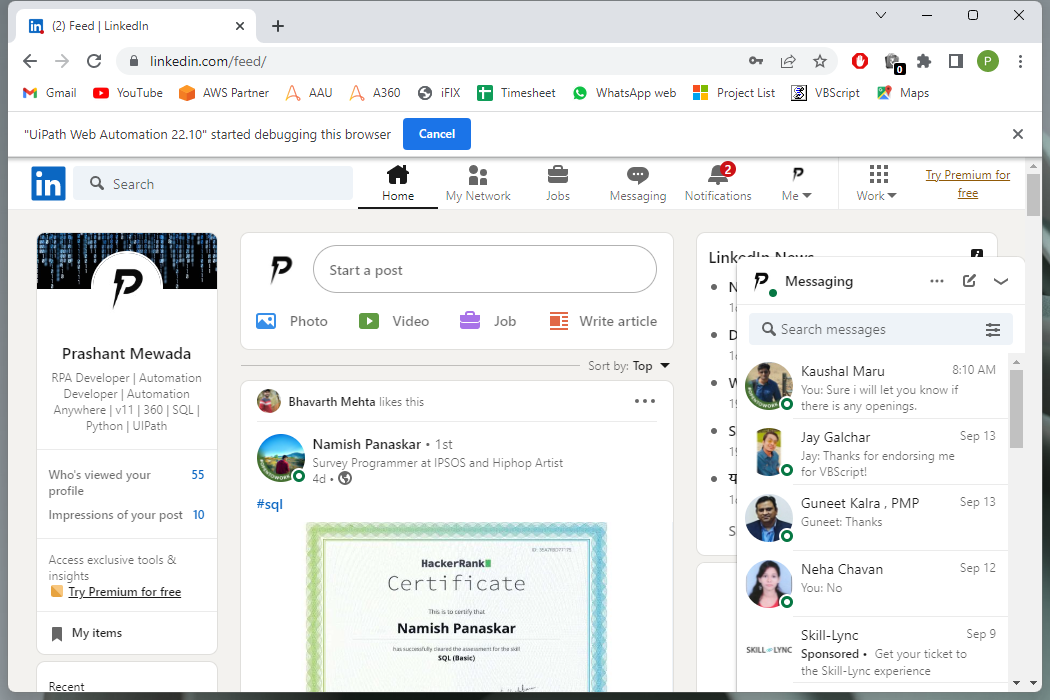 (2) Feed | LinkedIn
linkedin.com/feed/
0
P
Gmail
YouTube
AWS Partner
AAU
A360
iFIX
Timesheet
WhatsApp web
Project List
VBScript
Maps
"UiPath Web Automation 22.10" started debugging this browser
Cancel
in
Search
Home
My Network
Jobs
Messaging
2
Notifications
Me
Work
Try Premium for
free
Prashant Mewada
RPA Developer | Automation
Developer | Automation
Anywhere | v11 | 360 | SQL |
Python | UIPath
Who's viewed your
profile
55
Impressions of your post
10
Access exclusive tools &
insights
Try Premium for free
My items
Recent
Start a post
Photo
Video
Job
Write article
Sort by: Top
Bhavarth Mehta likes this
Namish Panaskar • 1st
Survey Programmer at IPSOS and Hiphop Artist
4d •
#sql
HackerRank
Certificate
This is to certify that
Namish Panaskar
has successfully cleared the assessment for the skill
SQL (Basic)
LinkedIn News
Messaging
Search messages
Kaushal Maru
8:10 AM
You: Sure i will let you know if
there is any openings.
Jay Galchar
Sep 13
Jay: Thanks for endorsing me
for VBScript!
Guneet Kalra , PMP
Sep 13
Guneet: Thanks
Neha Chavan
Sep 12
You: No
SKILL LYNC
Skill-Lync
Sep 9
Sponsored • Get your ticket to
the Skill-Lync experience